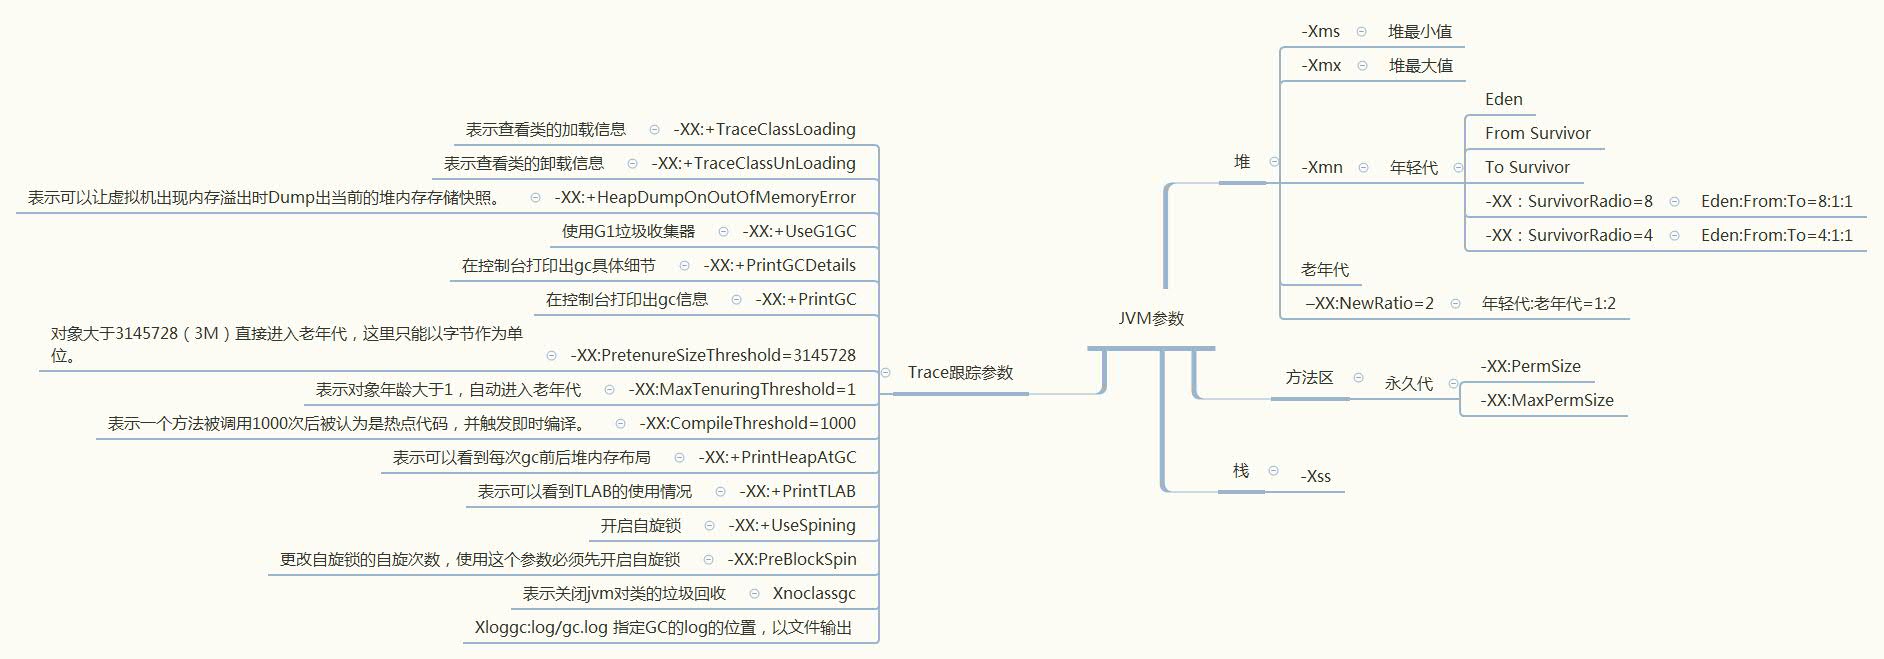 JVM参数
堆
-Xms 堆最小值
-Xmx 堆最大值
-Xmn 年轻代
Eden
From Survivor
To Survivor
-XX：SurvivorRadio=8 Eden:From:To=8:1:1
-XX：SurvivorRadio=4 Eden:From:To=4:1:1
老年代
–XX:NewRatio=2 年轻代:老年代=1:2
方法区 永久代
-XX:PermSize
-XX:MaxPermSize
栈 -Xss
Trace跟踪参数
表示查看类的加载信息 -XX:+TraceClassLoading
表示查看类的卸载信息 -XX:+TraceClassUnLoading
表示可以让虚拟机出现内存溢出时Dump出当前的堆内存存储快照。 -XX:+HeapDumpOnOutOfMemoryError
使用G1垃圾收集器 -XX:+UseG1GC
在控制台打印出gc具体细节 -XX:+PrintGCDetails
在控制台打印出gc信息 -XX:+PrintGC
对象大于3145728（3M）直接进入老年代，这里只能以字节作为单
位。 -XX:PretenureSizeThreshold=3145728
表示对象年龄大于1，自动进入老年代 -XX:MaxTenuringThreshold=1
表示一个方法被调用1000次后被认为是热点代码，并触发即时编译。 -XX:CompileThreshold=1000
表示可以看到每次gc前后堆内存布局 -XX:+PrintHeapAtGC
表示可以看到TLAB的使用情况 -XX:+PrintTLAB
开启自旋锁 -XX:+UseSpining
更改自旋锁的自旋次数，使用这个参数必须先开启自旋锁 -XX:PreBlockSpin
表示关闭jvm对类的垃圾回收 Xnoclassgc
Xloggc:log/gc.log 指定GC的log的位置，以文件输出